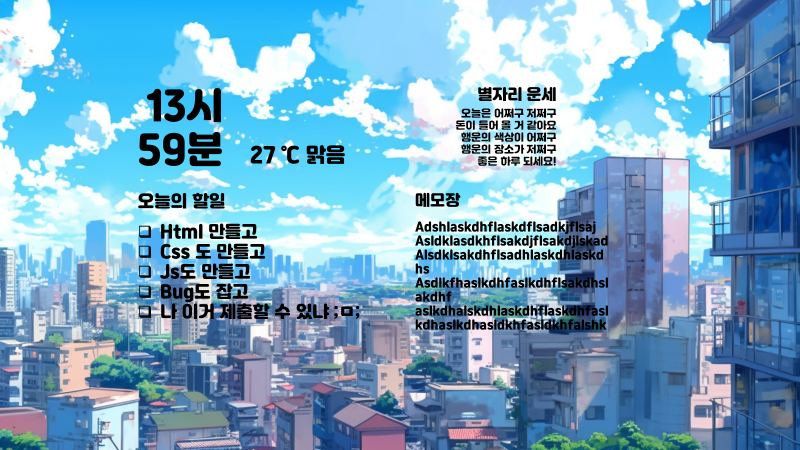 13시
59분
27 ℃ 맑음
별자리 운세
오늘은 어쩌구 저쩌구
돈이 들어 올 거 같아요
행운의 색상이 어쩌구
행운의 장소가 저쩌구
좋은 하루 되세요!
오늘의 할일
❑ Html 만들고
❑ Css 도 만들고
❑ Js도 만들고
❑ Bug도 잡고
❑ 나 이거 제출할 수 있냐 ;ㅁ;
메모장
Adshlaskdhflaskdflsadkjflsaj
Asldklasdkhflsakdjflsakdjlskad
Alsdklsakdhflsadhlaskdhlaskd
hs
Asdlkfhaslkdhfaslkdhflsakdhsl
akdhf
aslkdhalskdhlaskdhflaskdhfasl
kdhaslkdhasldkhfasldkhfalshk